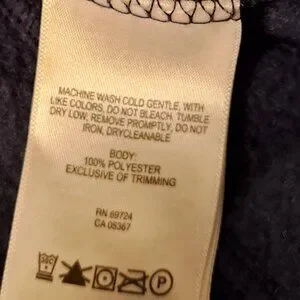 MACHINE WASH COLD GENTLE, WITH
LIKE COLORS, DO NOT BLEACH, TUMBLE
DRY LOW, REMOVE PROMPTLY, DO NOT
IRON, DRYCLEANABLE
BODY:
100% POLYESTER
EXCLUSIVE OF TRIMMING
RN 69724
CA 05367
30C
P